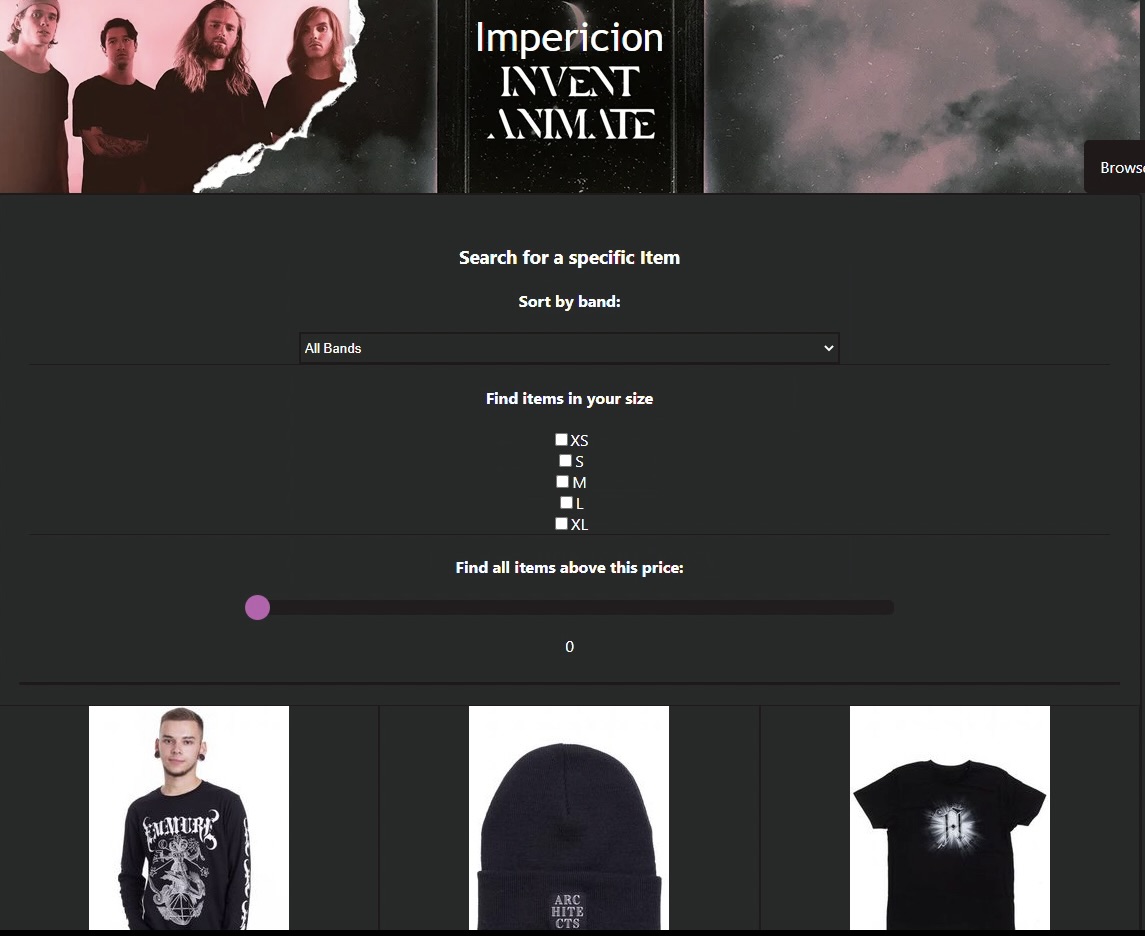 Impericion
INVENT
ANIMATE
Brows
Search for a specific Item
Sort by band:
All Bands
Find items in your size
XS
S
M
L
XL
Find all items above this price:
0
EMMURE
ARC
HITE
CTS
A